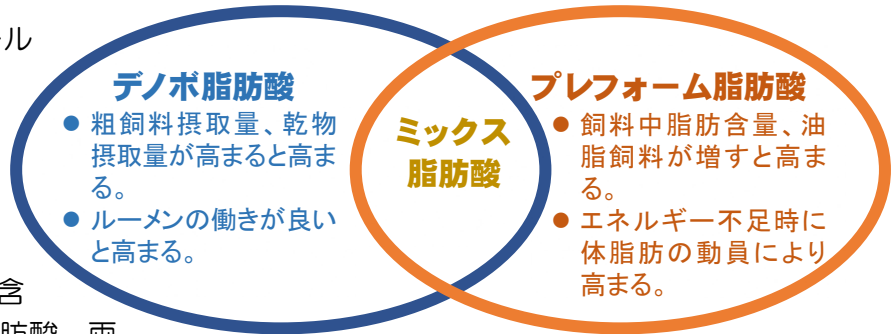 ール
デノボ脂肪酸
● 粗飼料摂取量、乾物
摂取量が高まると高ま
る。
● ルーメンの働きが良い
と高まる。
ミックス
脂肪酸
プレフォーム脂肪酸
● 飼料中脂肪含量、油
脂飼料が増すと高ま
る。
● エネルギー不足時に
体脂肪の動員により
高まる。
含